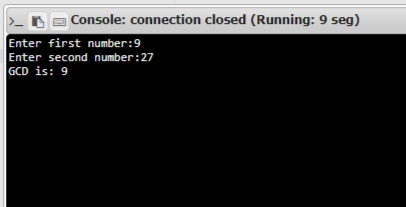 >_ Console: connection closed (Running: 9 seg)
Enter first number:9
Enter second number:27
GCD is: 9